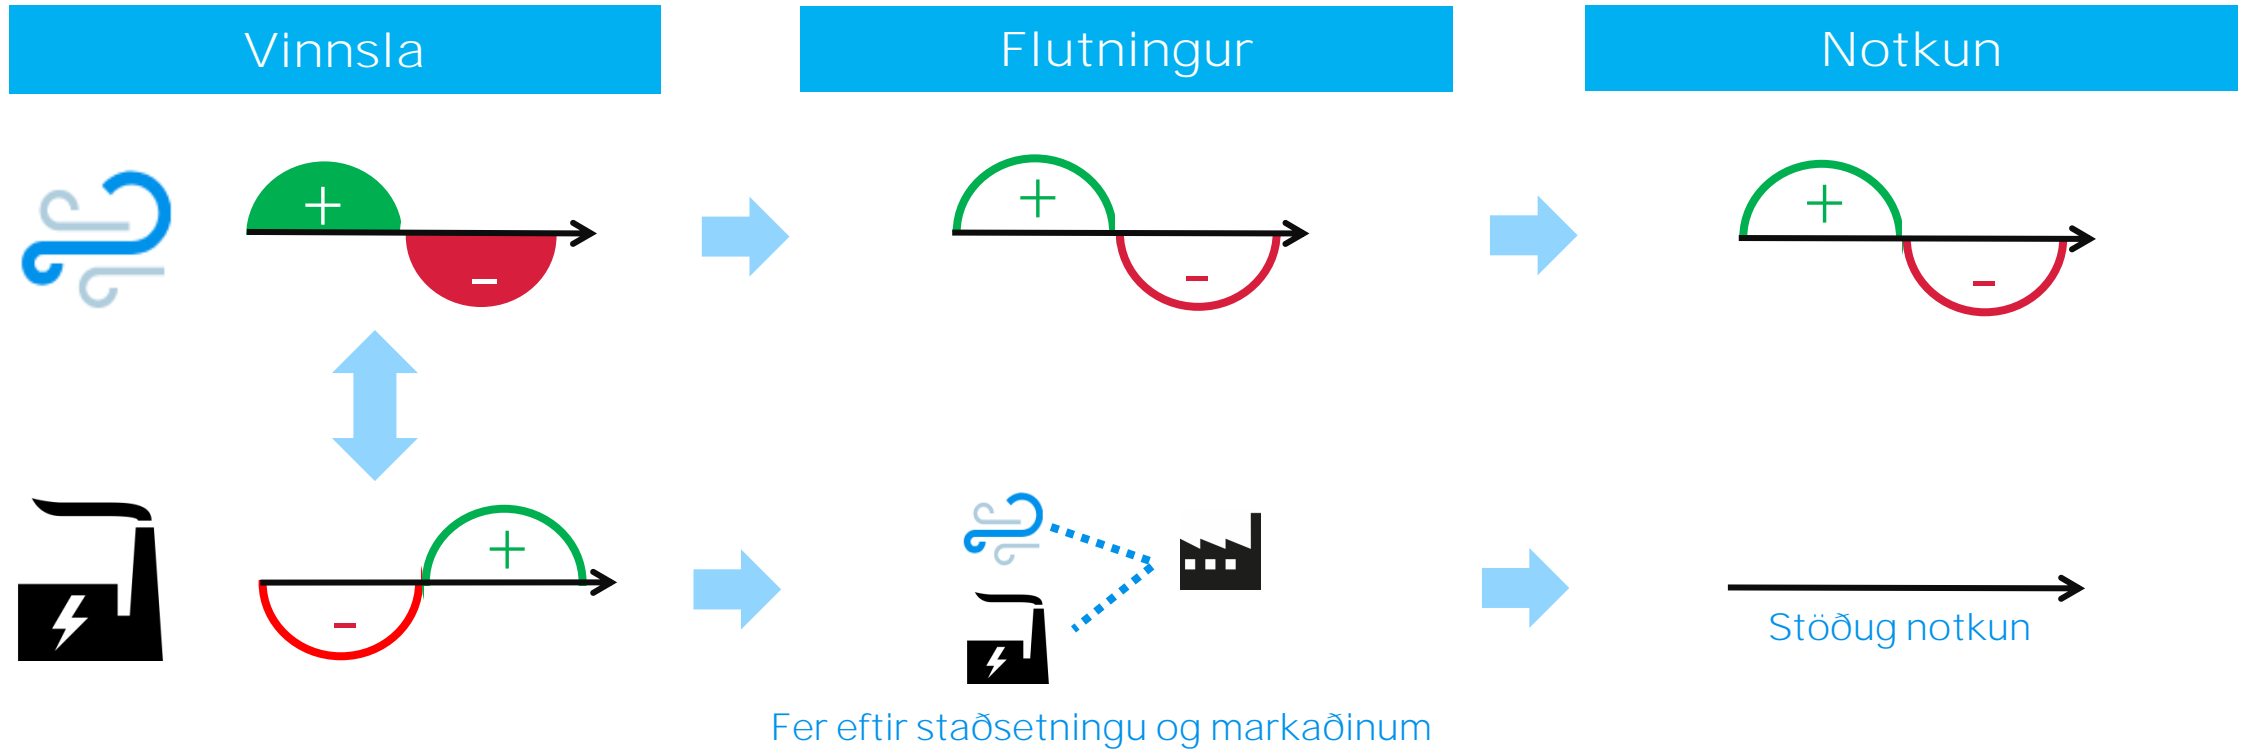 Vinnsla
Flutningur
Notkun
+
-
+
-
+
-
-
+
Stöðug notkun
Fer eftir staðsetningu og markaðinum